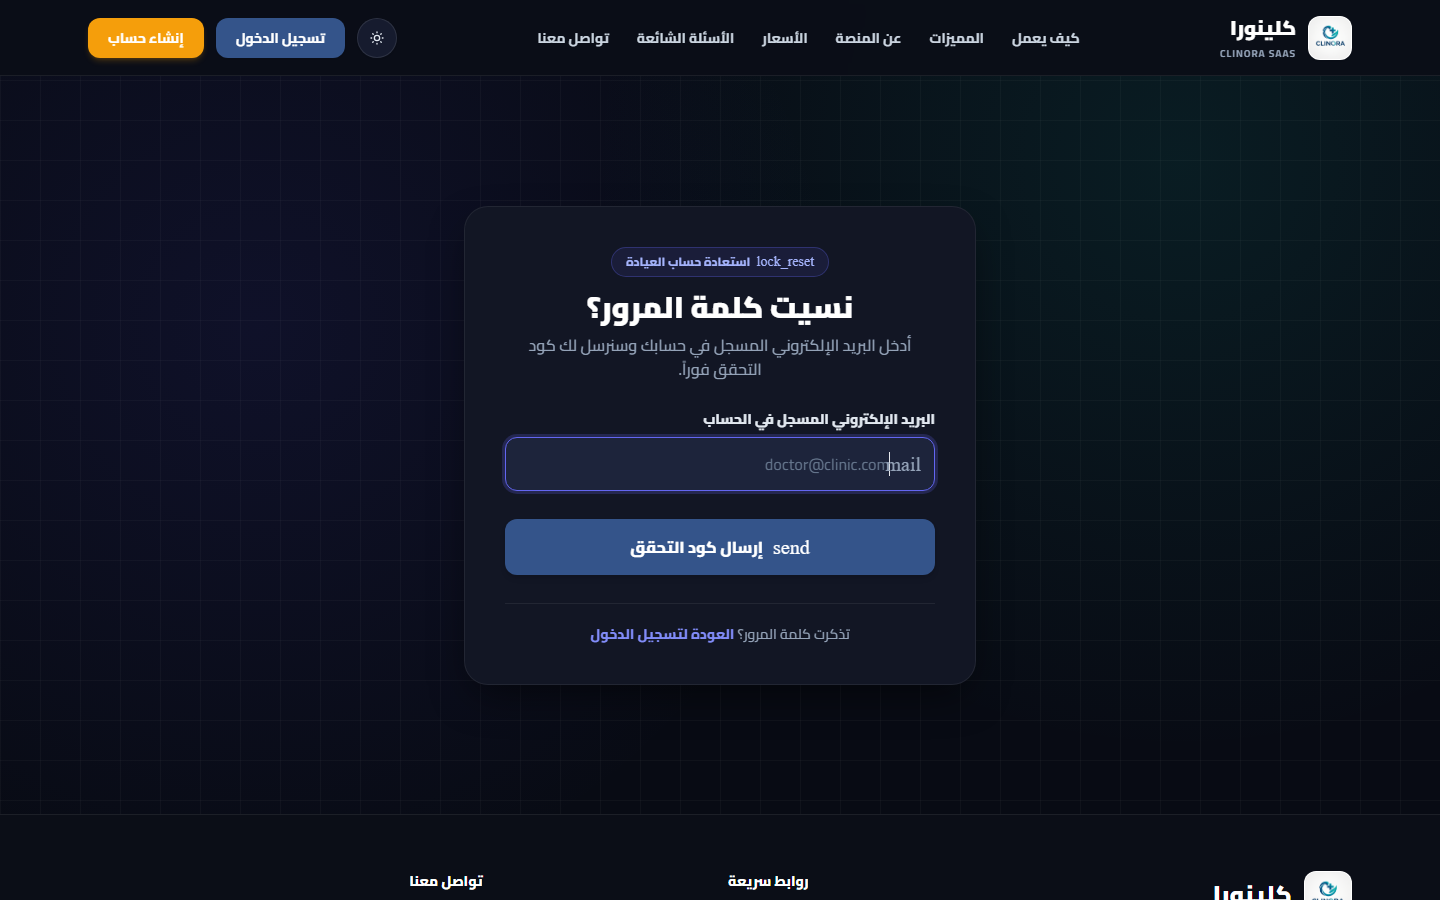 كلينورا
CLINORA SAAS
CLINORA
كيف يعمل
المميزات
عن المنصة
الأسعار
الأسئلة الشائعة
تواصل معنا
تسجيل الدخول
إنشاء حساب
lock_reset استعادة حساب العيادة
نسيت كلمة المرور؟
أدخل البريد الإلكتروني المسجل في حسابك وسنرسل لك كود
التحقق فوراً.
البريد الإلكتروني المسجل في الحساب
mail doctor@clinic.com
send إرسال كود التحقق
تذكرت كلمة المرور؟ العودة لتسجيل الدخول
كلينورا
CLINORA
روابط سريعة
تواصل معنا